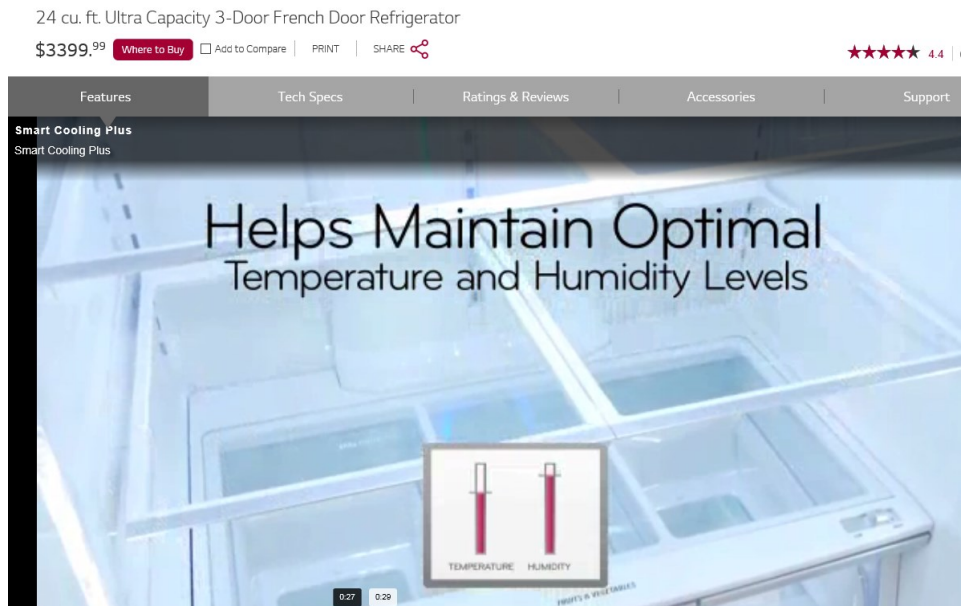 24 cu. ft. Ultra Capacity 3-Door French Door Refrigerator
$3399.99 Where to Buy Add to Compare PRINT SHARE 4.4
Features Tech Specs Ratings & Reviews Accessories Support
Smart Cooling Plus
Smart Cooling Plus
Helps Maintain Optimal
Temperature and Humidity Levels
TEMPERATURE HUMIDITY
FRUITS & VEGETABLES
0:27 0:29